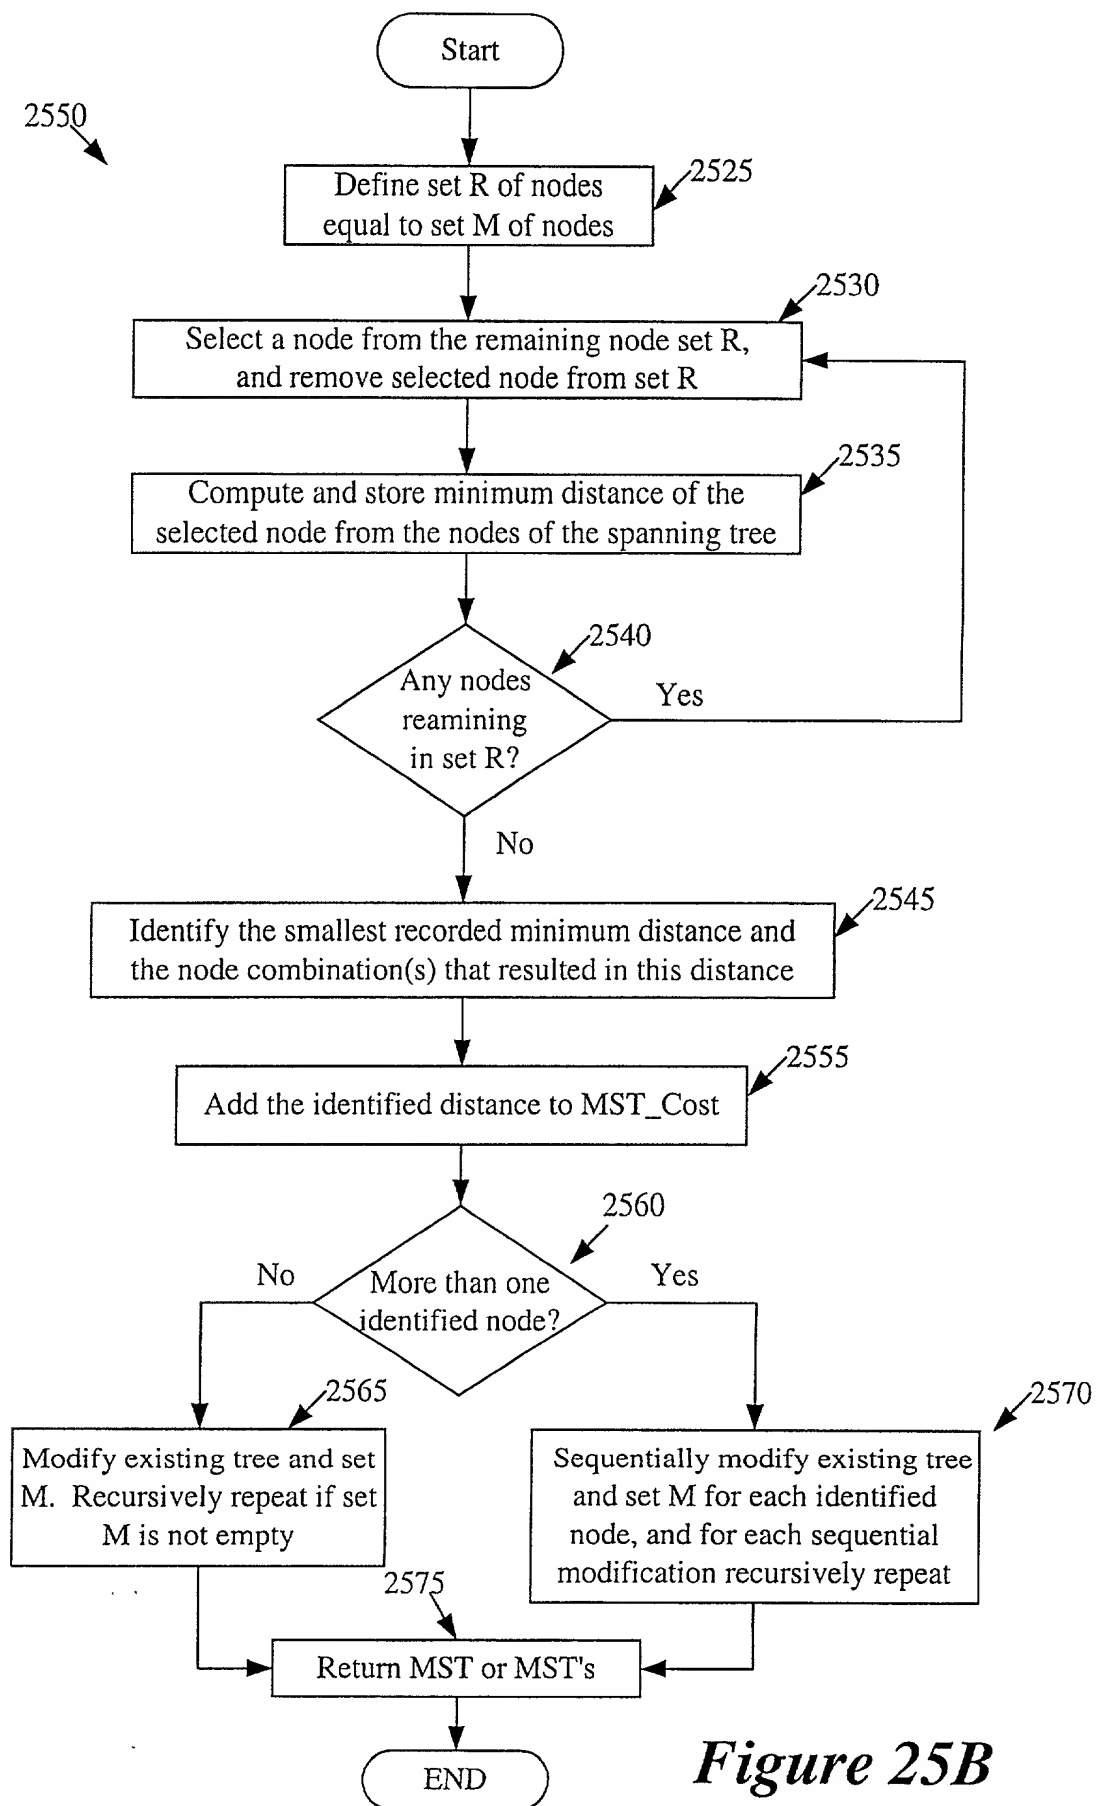 Start
2550
Define set R of nodes
equal to set M of nodes
2525
2530
Select a node from the remaining node set R,
and remove selected node from set R
2535
Compute and store minimum distance of the
selected node from the nodes of the spanning tree
2540
Any nodes
reamining
in set R?
Yes
No
2545
Identify the smallest recorded minimum distance and
the node combination(s) that resulted in this distance
2555
Add the identified distance to MST_Cost
2560
No
More than one
identified node?
Yes
2565
Modify existing tree and set
M. Recursively repeat if set
M is not empty
2570
Sequentially modify existing tree
and set M for each identified
node, and for each sequential
modification recursively repeat
2575
Return MST or MST's
END
Figure 25B